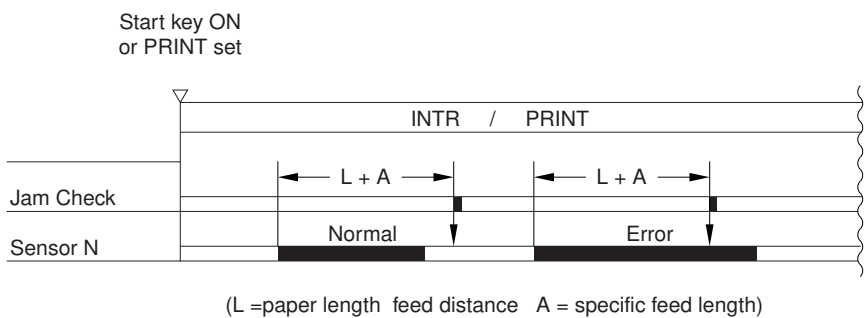 Start key ON
or PRINT set
INTR / PRINT
L + A
L + A
Jam Check
Normal
Error
Sensor N
(L =paper length feed distance A = specific feed length)